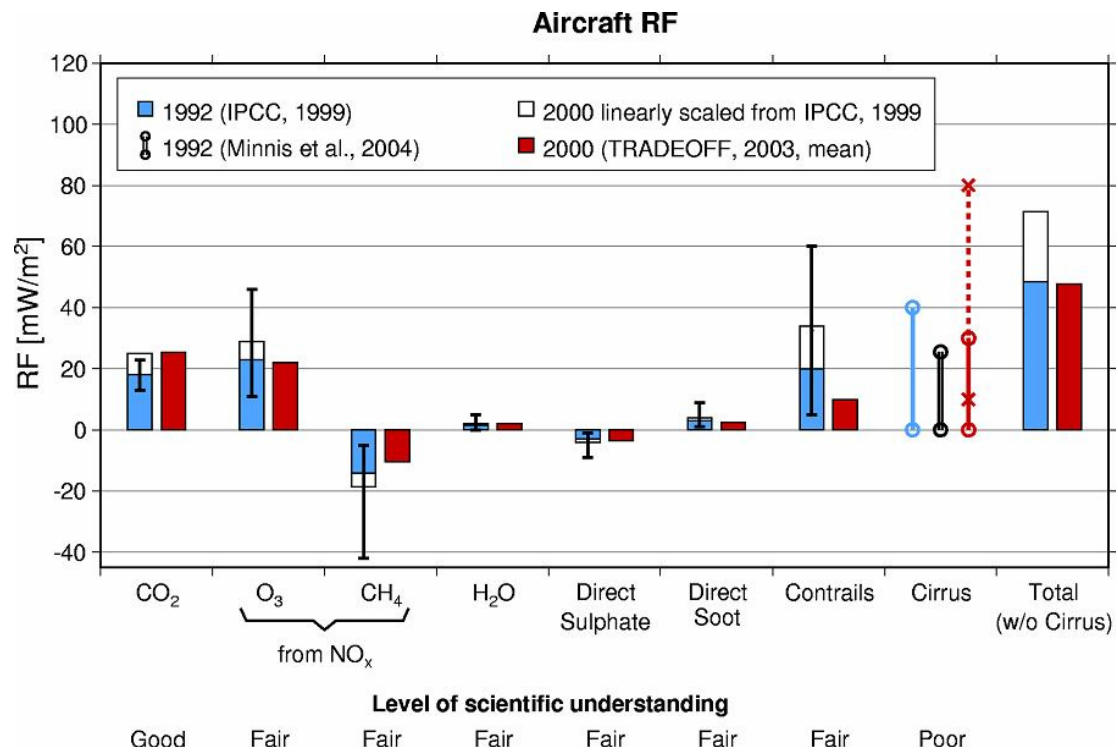 Aircraft RF
120
100
80
60
40
20
0
-20
-40
RF [mW/m²]
1992 (IPCC, 1999)
2000 linearly scaled from IPCC, 1999
1992 (Minnis et al., 2004)
2000 (TRADEOFF, 2003, mean)
CO₂
O₃
CH₄
H₂O
Direct
Sulphate
Direct
Soot
Contrails
Cirrus
Total
(w/o Cirrus)
from NOₓ
Level of scientific understanding
Good Fair Fair Fair Fair Fair Fair Poor